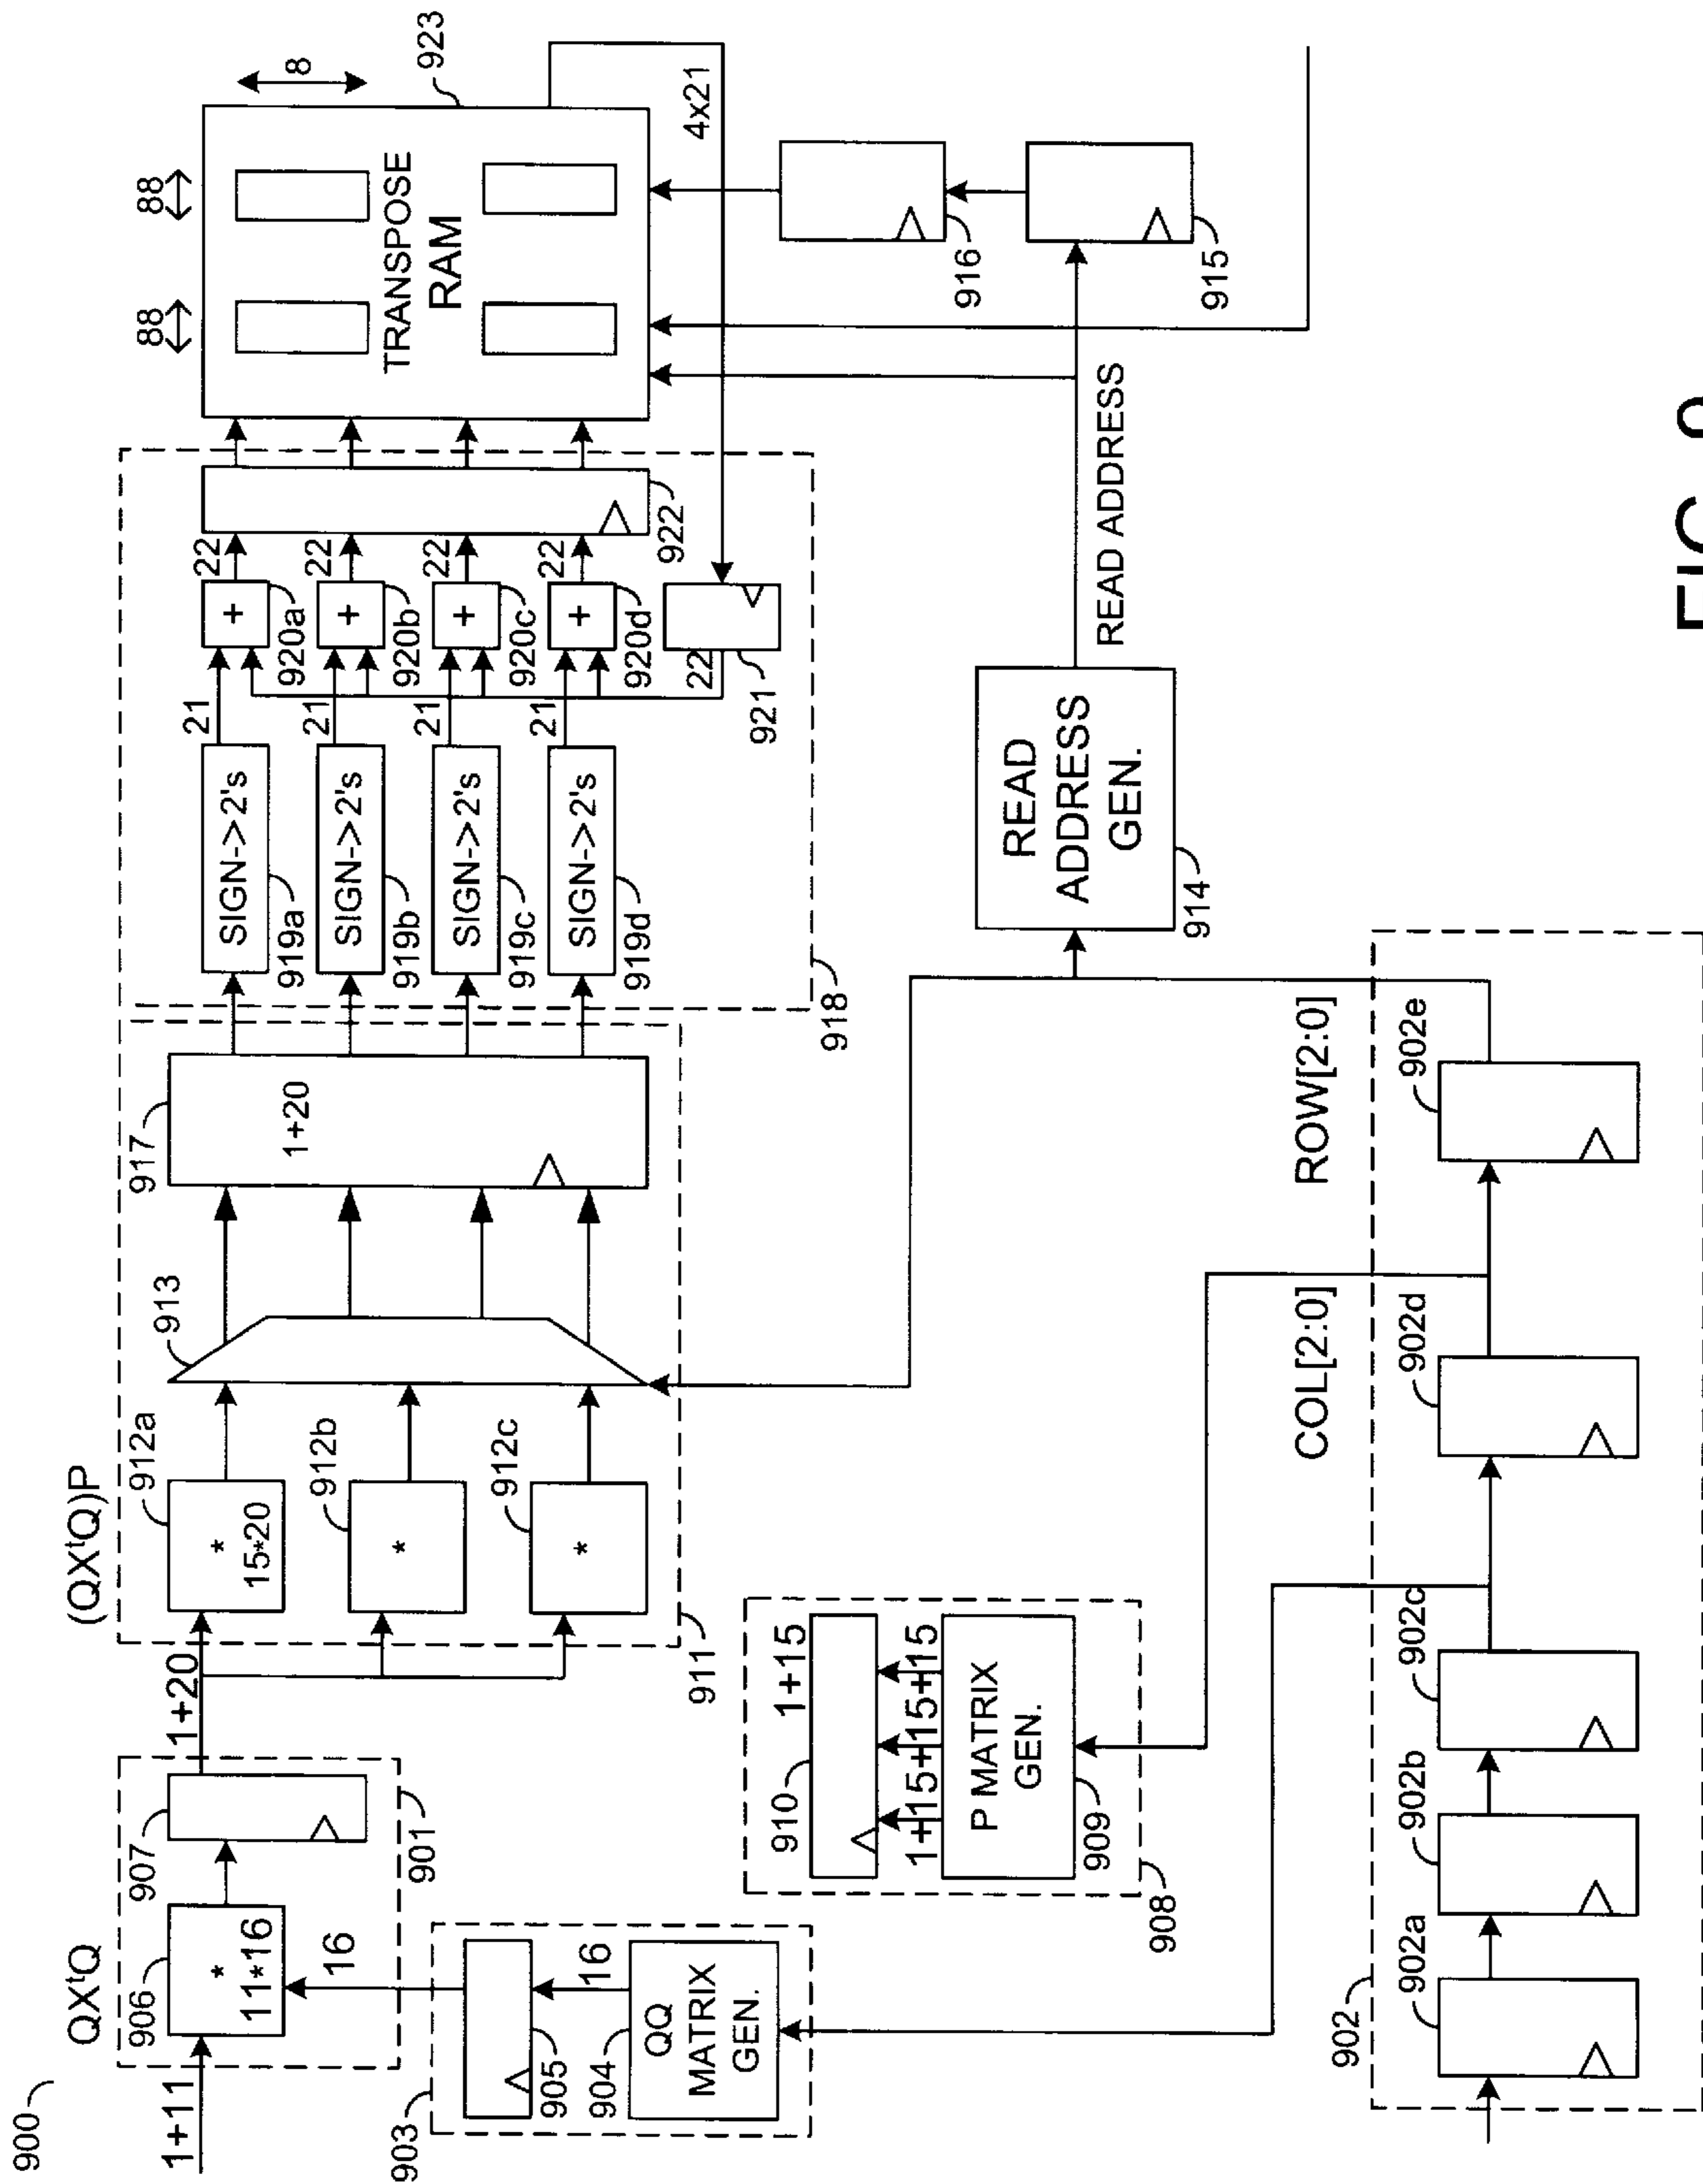 900
QXᵗQ
(QXᵗQ)P
1+11
906
*
11*16
907
901
16
1+20
912a
*
15*20
912b
*
912c
*
913
917
1+20
911
SIGN->2's
919a
21
SIGN->2's
919b
21
SIGN->2's
919c
21
SIGN->2's
919d
21
+
920a
22
+
920b
22
+
920c
22
+
920d
22
922
22
921
918
88
88
8
TRANSPOSE
RAM
923
4x21
903
905
16
904
QQ
MATRIX
GEN.
910
1+15
1+15+15+15
P MATRIX
GEN.
909
908
READ
ADDRESS
GEN.
914
READ ADDRESS
916
915
COL[2:0]
ROW[2:0]
902
902a
902b
902c
902d
902e
FIG.